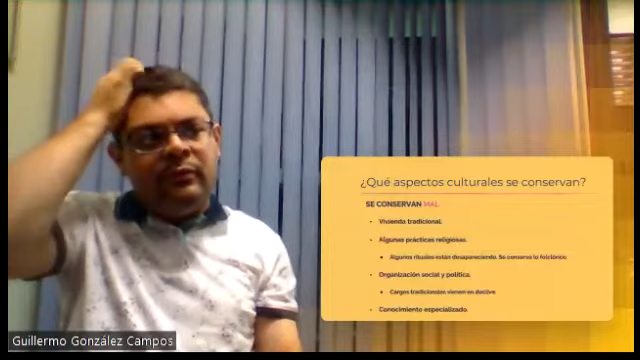 ¿Qué aspectos culturales se conservan?
SE CONSERVAN MAL
• Vivienda tradicional.
• Algunas prácticas religiosas.
• Algunos rituales están desapareciendo. Se conserva lo folclórico.
• Organización social y política.
• Cargos tradicionales vienen en declive
• Conocimiento especializado.
Guillermo González Campos